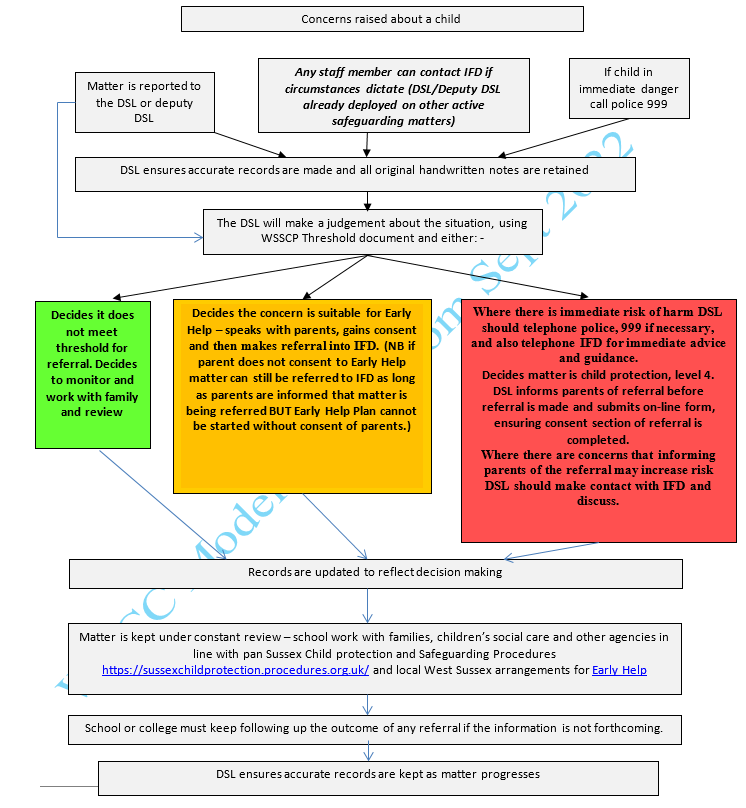 Concerns raised about a child
Matter is reported to
the DSL or deputy
DSL
Any staff member can contact IFD if
circumstances dictate (DSL/Deputy DSL
already deployed on other active
safeguarding matters)
If child in
immediate danger
call police 999
DSL ensures accurate records are made and all original handwritten notes are retained
The DSL will make a judgement about the situation, using
WSSCP Threshold document and either: -
Decides it does
not meet
threshold for
referral. Decides
to monitor and
work with family
and review
Decides the concern is suitable for Early
Help – speaks with parents, gains consent
and then makes referral into IFD. (NB if
parent does not consent to Early Help
matter can still be referred to IFD as long
as parents are informed that matter is
being referred BUT Early Help Plan cannot
be started without consent of parents.)
Where there is immediate risk of harm DSL
should telephone police, 999 if necessary,
and also telephone IFD for immediate advice
and guidance.
Decides matter is child protection, level 4.
DSL informs parents of referral before
referral is made and submits on-line form,
ensuring consent section of referral is
completed.
Where there are concerns that informing
parents of the referral may increase risk
DSL should make contact with IFD and
discuss.
Records are updated to reflect decision making
Matter is kept under constant review – school work with families, children's social care and other agencies in
line with pan Sussex Child protection and Safeguarding Procedures
https://sussexchildprotection.procedures.org.uk/ and local West Sussex arrangements for Early Help
School or college must keep following up the outcome of any referral if the information is not forthcoming.
DSL ensures accurate records are kept as matter progresses
Sept 2022